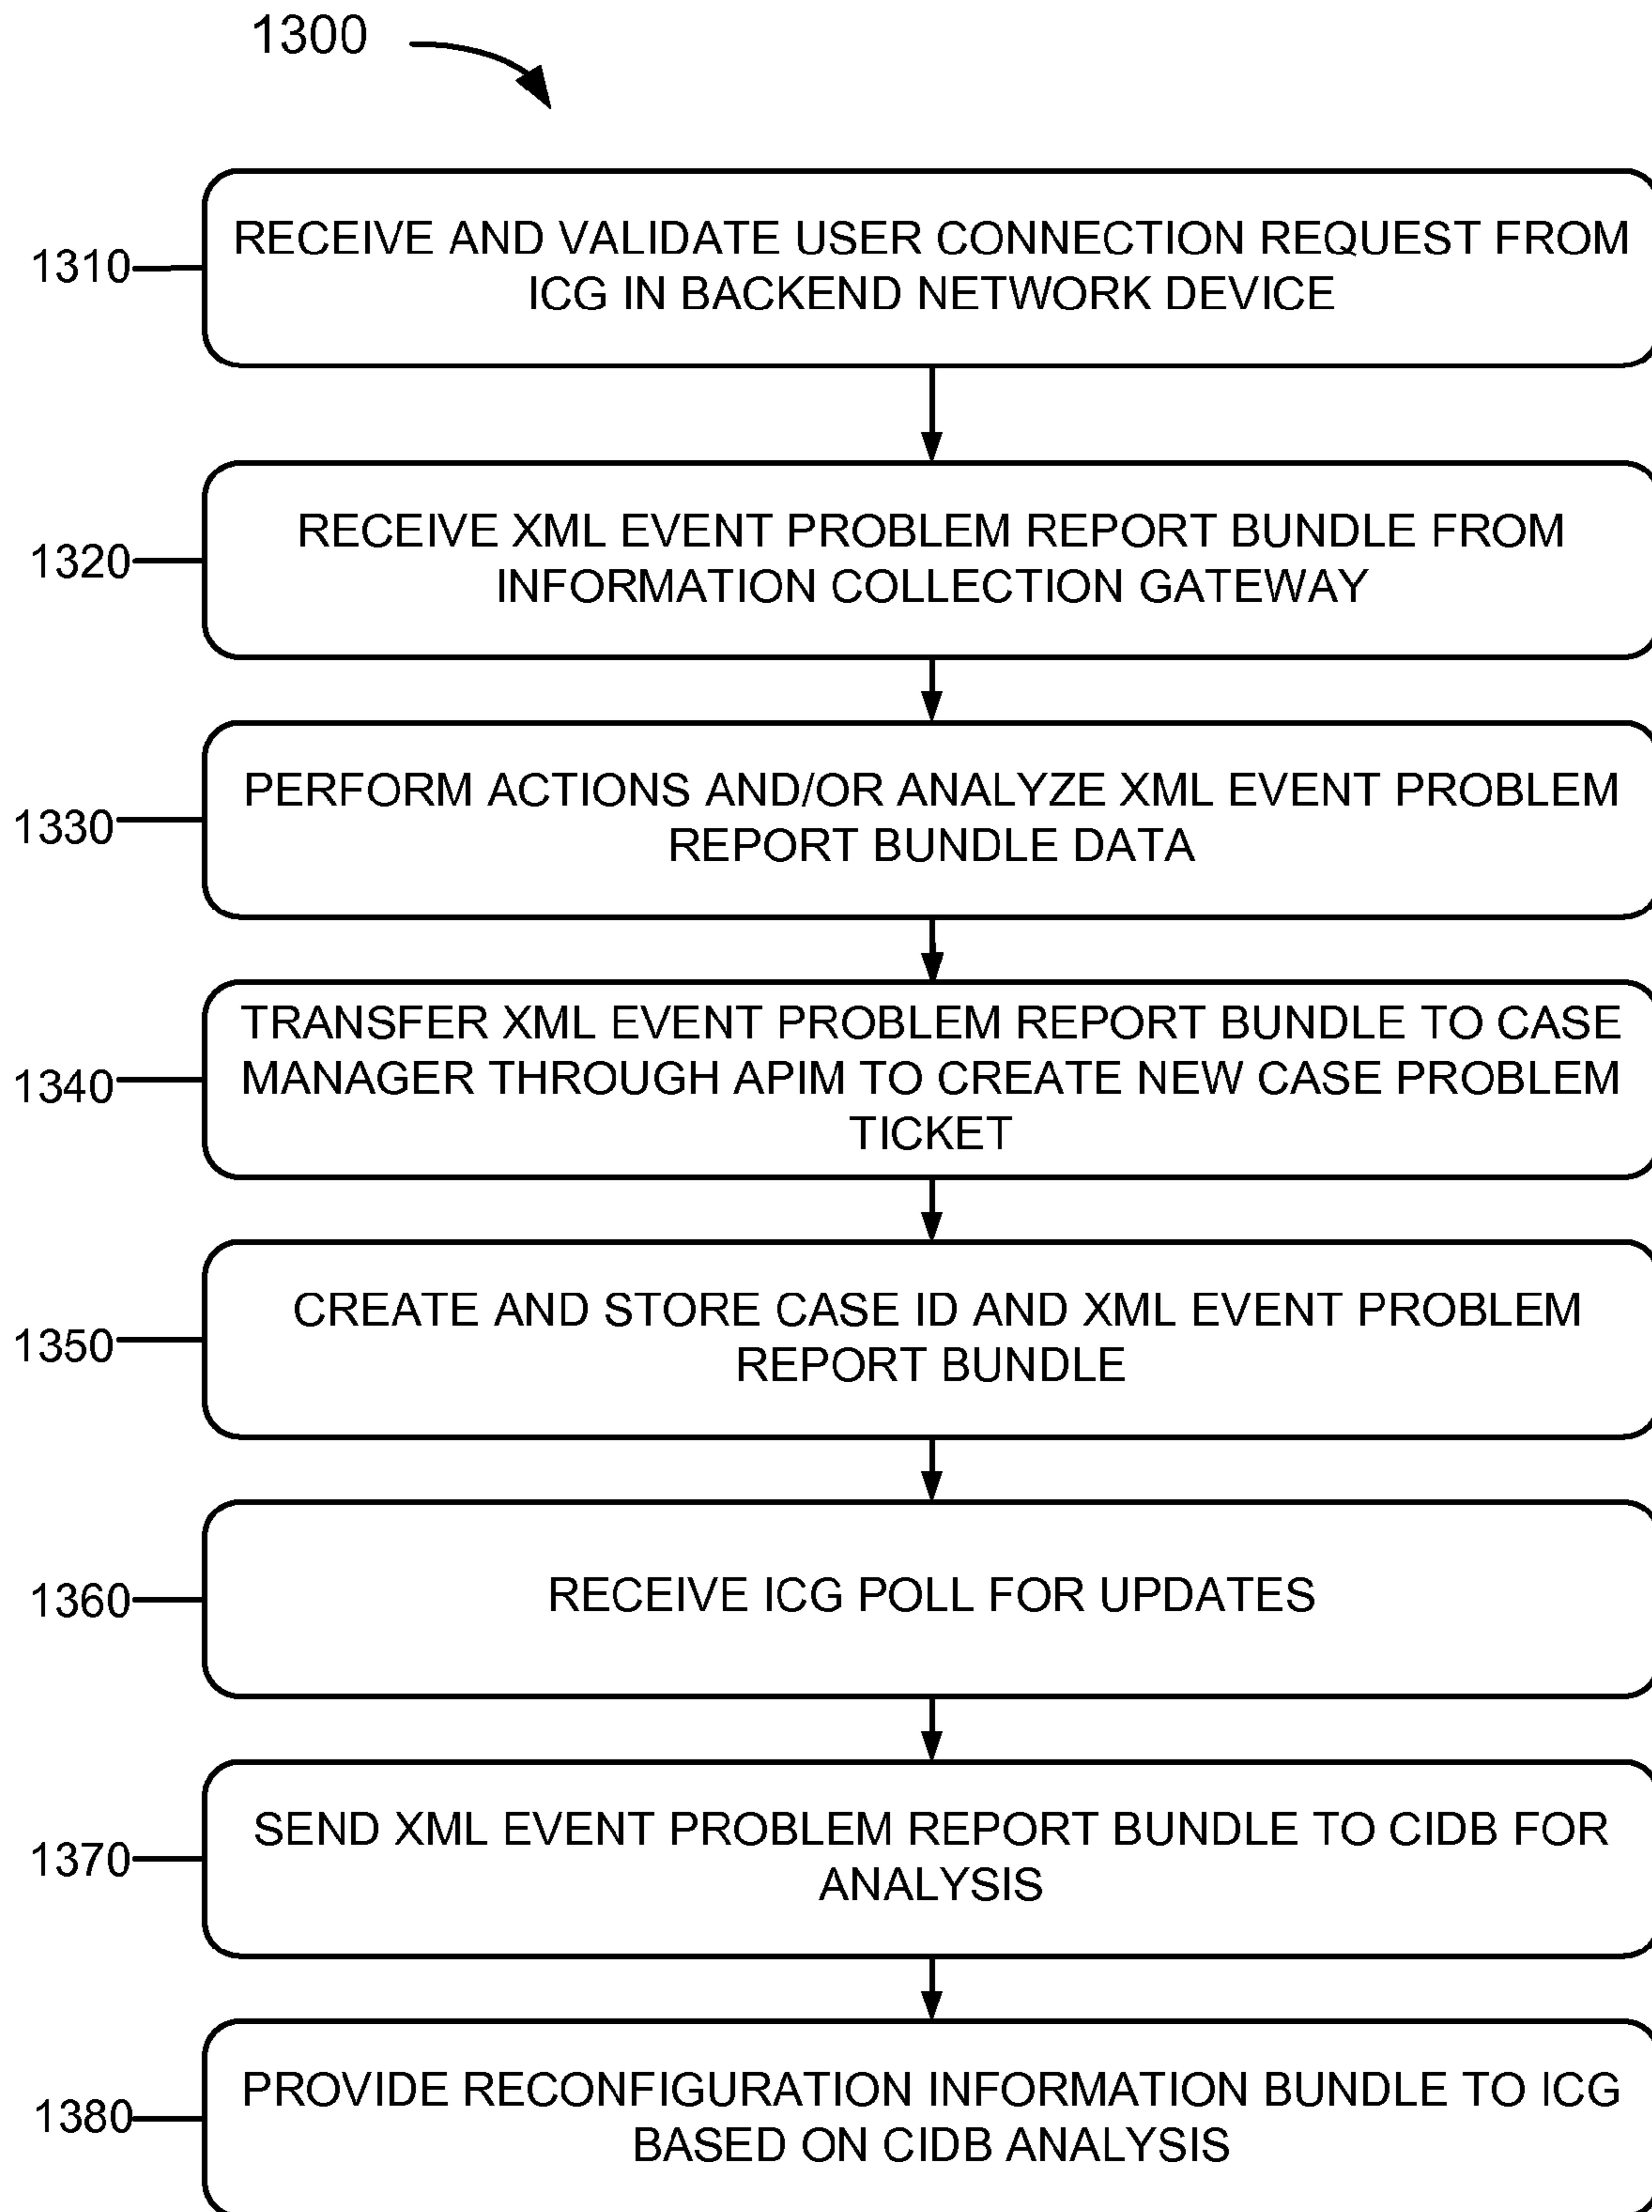 1300
1310
RECEIVE AND VALIDATE USER CONNECTION REQUEST FROM
ICG IN BACKEND NETWORK DEVICE
1320
RECEIVE XML EVENT PROBLEM REPORT BUNDLE FROM
INFORMATION COLLECTION GATEWAY
1330
PERFORM ACTIONS AND/OR ANALYZE XML EVENT PROBLEM
REPORT BUNDLE DATA
1340
TRANSFER XML EVENT PROBLEM REPORT BUNDLE TO CASE
MANAGER THROUGH APIM TO CREATE NEW CASE PROBLEM
TICKET
1350
CREATE AND STORE CASE ID AND XML EVENT PROBLEM
REPORT BUNDLE
1360
RECEIVE ICG POLL FOR UPDATES
1370
SEND XML EVENT PROBLEM REPORT BUNDLE TO CIDB FOR
ANALYSIS
1380
PROVIDE RECONFIGURATION INFORMATION BUNDLE TO ICG
BASED ON CIDB ANALYSIS